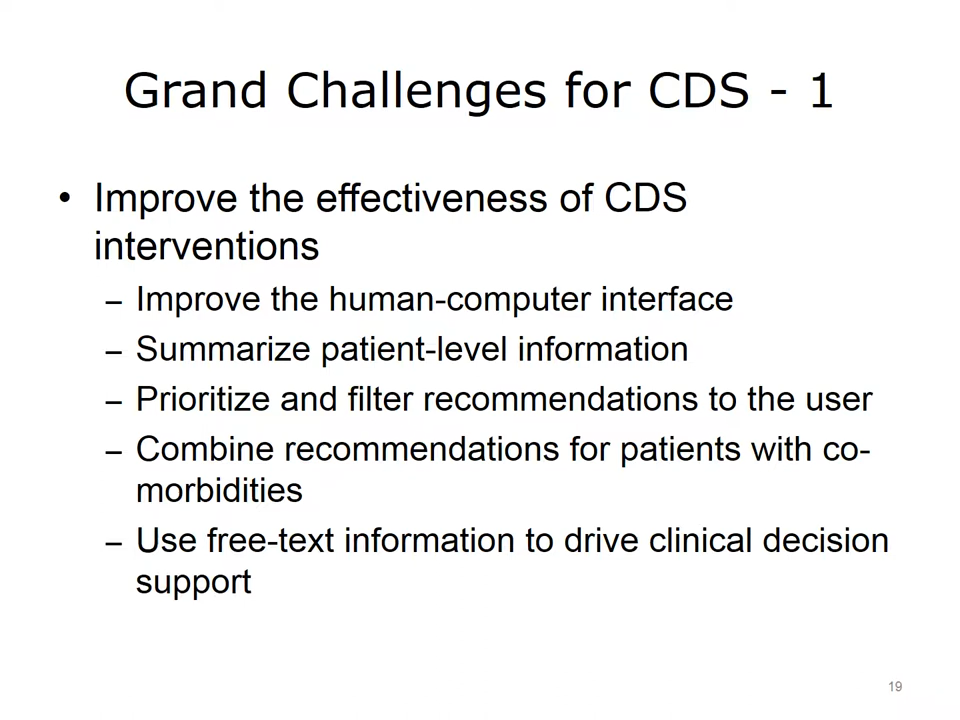 Grand Challenges for CDS - 1
• Improve the effectiveness of CDS
interventions
– Improve the human-computer interface
– Summarize patient-level information
– Prioritize and filter recommendations to the user
– Combine recommendations for patients with co-
morbidities
– Use free-text information to drive clinical decision
support
19